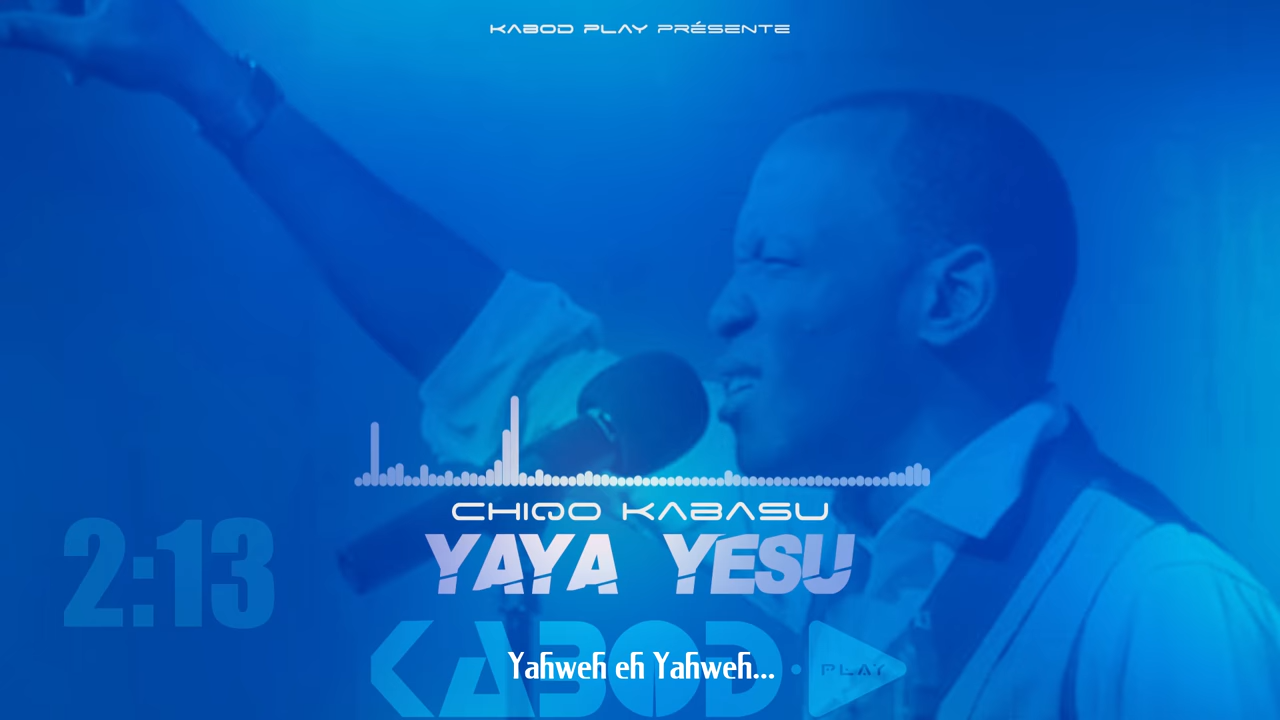 KABOD PLAY PRÉSENTE
CHIQO KABASU
YAYA YESU
2:13
KABOD • PLAY
Yahweh eh Yahweh...